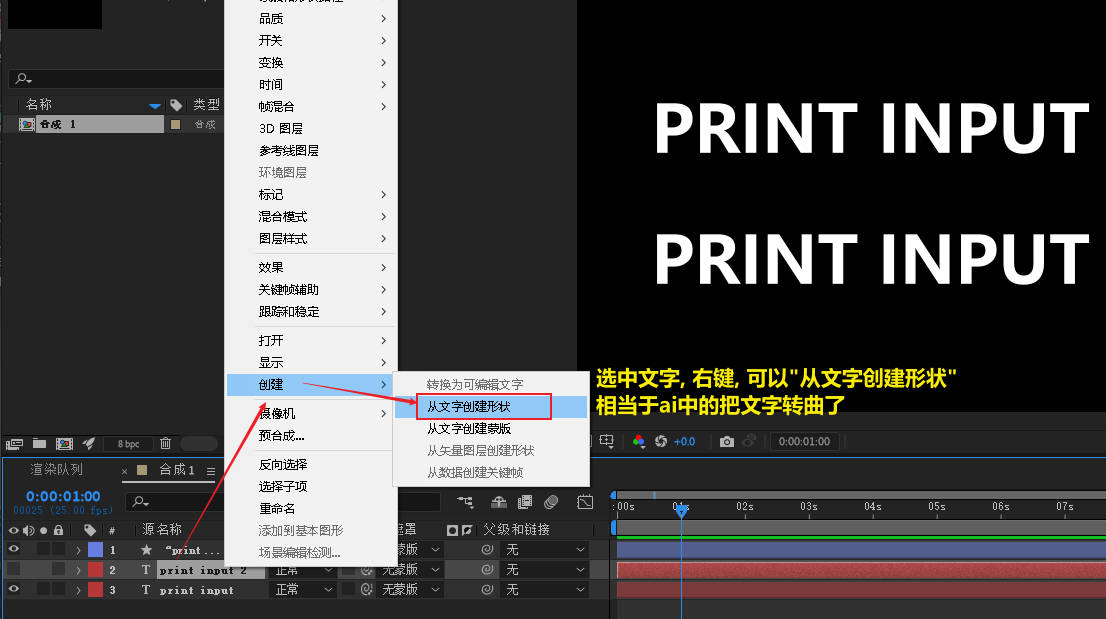 品质
开关
变换
时间
帧混合
3D 图层
参考线图层
环境图层
标记
混合模式
图层样式
效果
关键帧辅助
跟踪和稳定
打开
显示
创建
摄像机
预合成...
反向选择
选择子项
重命名
添加到基本图形
场景编辑检测...
转换为可编辑文字
从文字创建形状
从文字创建蒙版
从矢量图层创建形状
从数据创建关键帧
名称 类型
合成 1 合成
PRINT INPUT
PRINT INPUT
选中文字, 右键, 可以"从文字创建形状"
相当于ai中的把文字转曲了
8 bpc
+0.0 0:00:01:00
渲染队列 × 合成1 ≡
0:00:01:00
00025 (25.00 fps)
# 源名称 遮罩 父级和链接
:00s 01s 02s 03s 04s 05s 06s 07s
1 "print... 蒙版 无
2 T print input 2 正常 无蒙版 无
3 T print input 正常 无蒙版 无